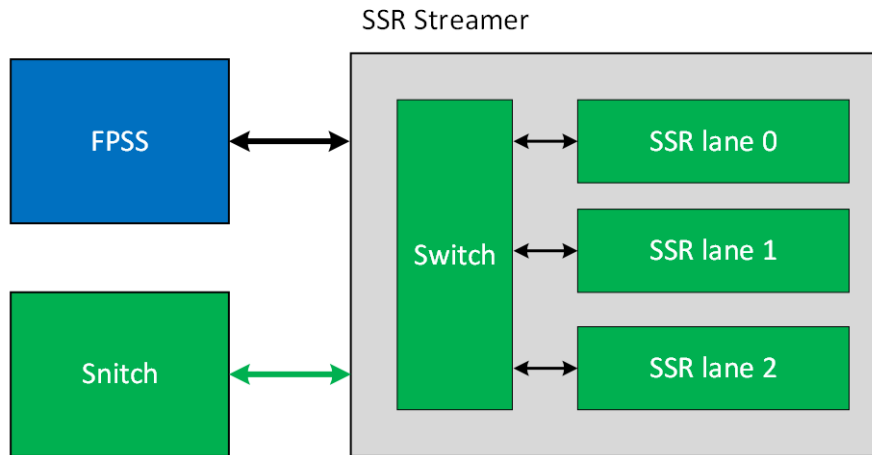 SSR Streamer
FPSS
Snitch
Switch
SSR lane 0
SSR lane 1
SSR lane 2